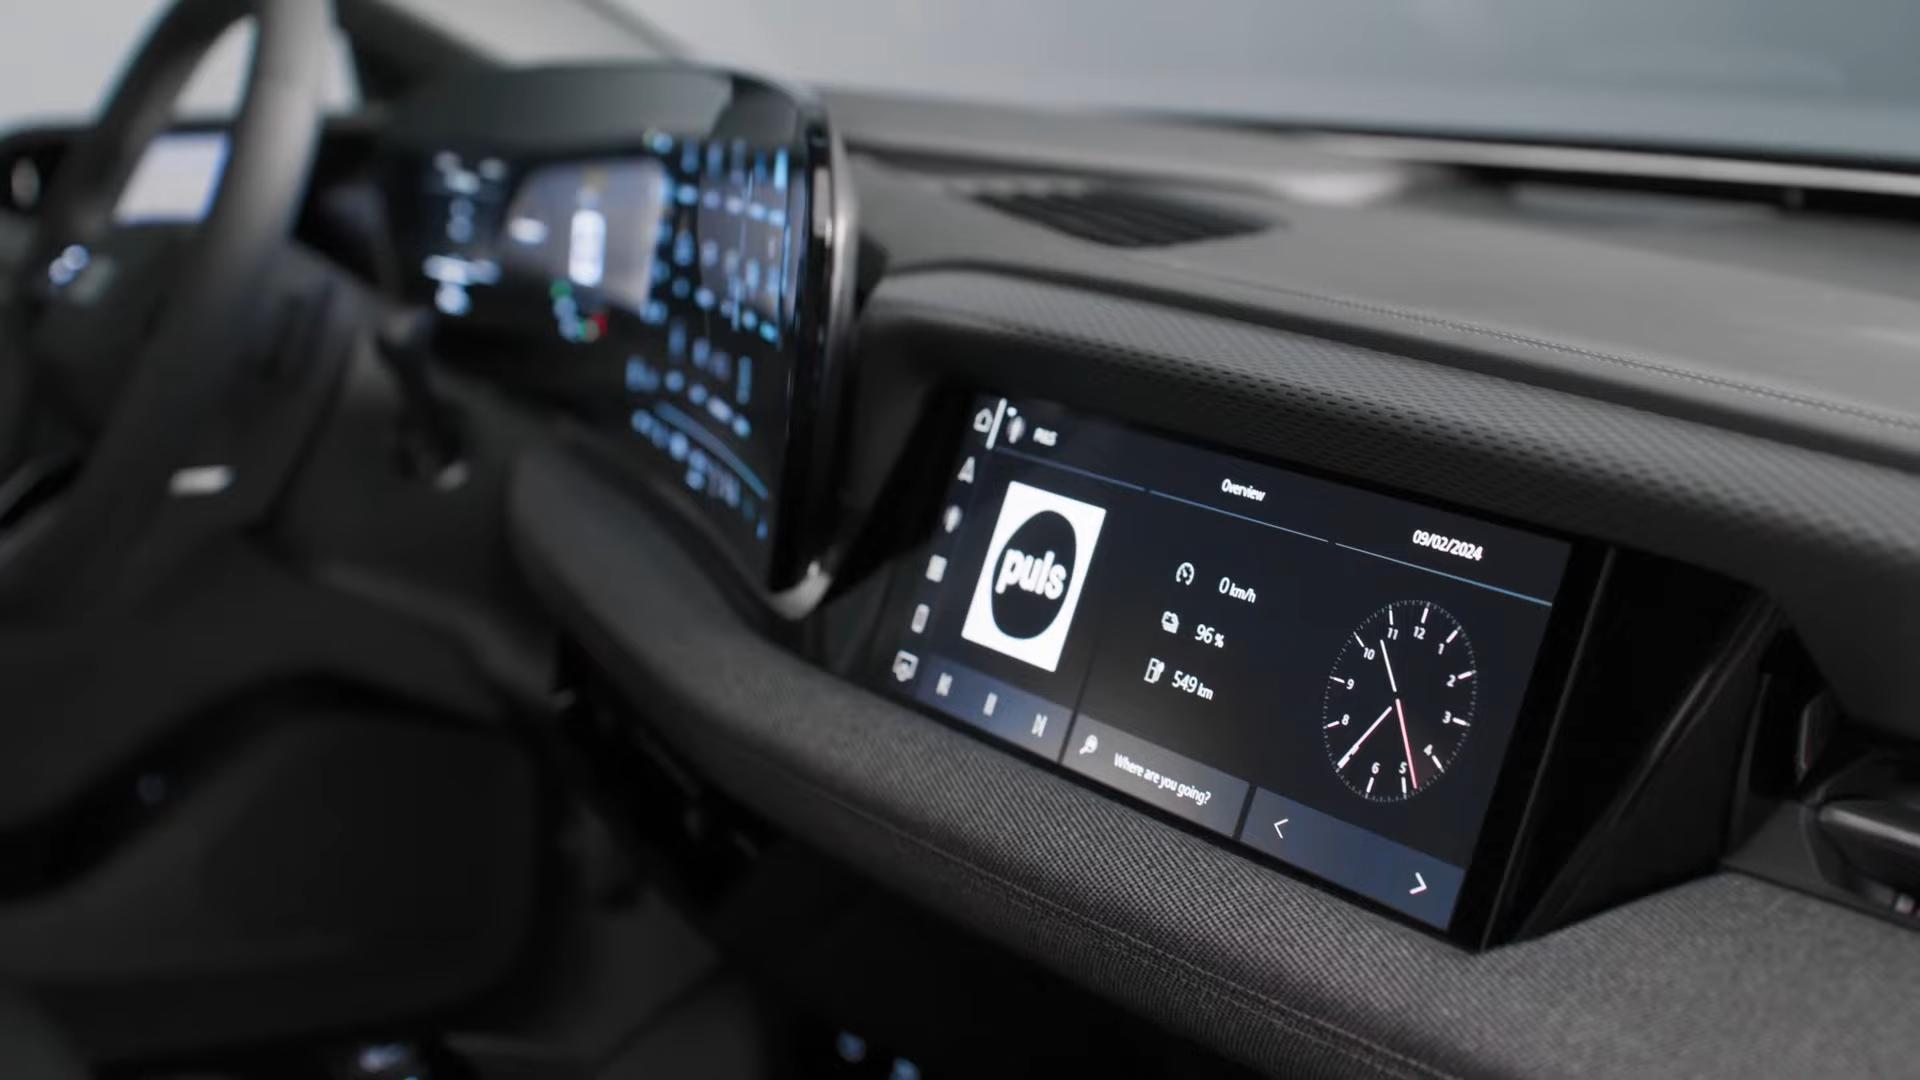 PULS
Overview
09/02/2024
puls
0 km/h
96 %
549 km
Where are you going?
11 12 1
10 2
9 3
8 4
6 5